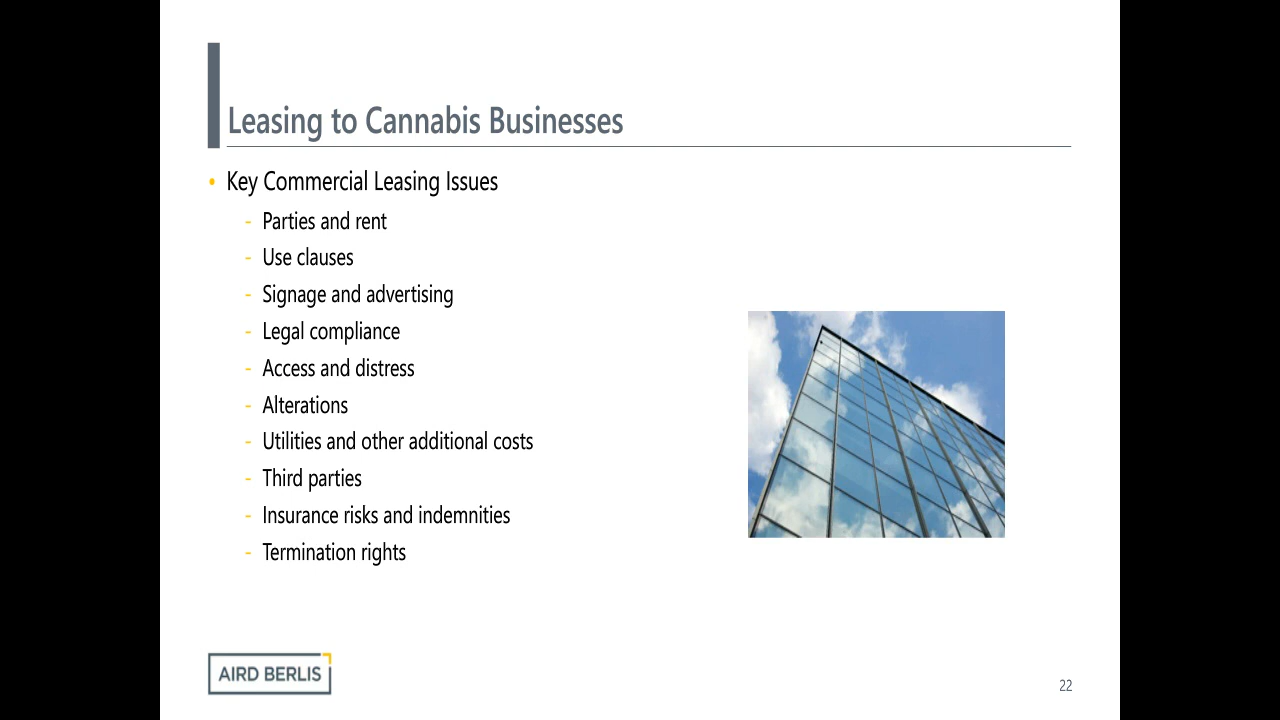 Leasing to Cannabis Businesses
• Key Commercial Leasing Issues
- Parties and rent
- Use clauses
- Signage and advertising
- Legal compliance
- Access and distress
- Alterations
- Utilities and other additional costs
- Third parties
- Insurance risks and indemnities
- Termination rights
AIRD BERLIS
22